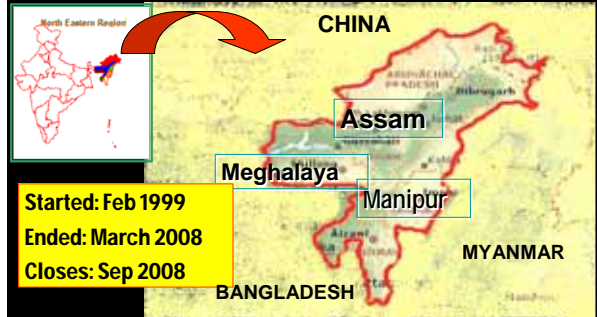 North Eastern Region
CHINA
ARUNACHAL
PRADESH
Dibrugarh
Assam
Meghalaya
Manipur
Started: Feb 1999
Ended: March 2008
Closes: Sep 2008
MYANMAR
BANGLADESH